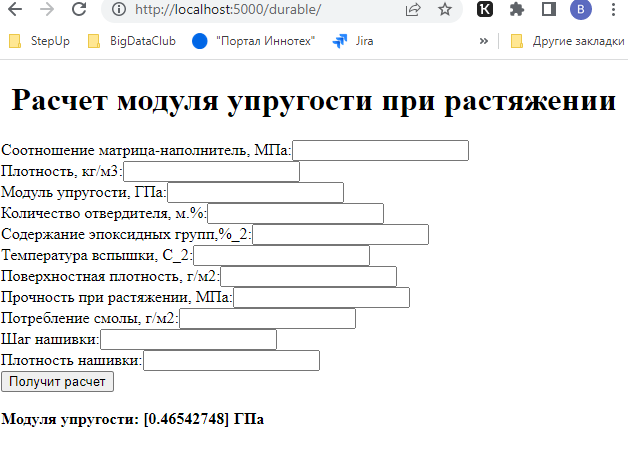 http://localhost:5000/durable/
K
B
StepUp BigDataClub "Портал Иннотех" Jira » Другие закладки
Расчет модуля упругости при растяжении
Соотношение матрица-наполнитель, МПа:
Плотность, кг/м3:
Модуль упругости, ГПа:
Количество отвердителя, м.%:
Содержание эпоксидных групп,%_2:
Температура вспышки, С_2:
Поверхностная плотность, г/м2:
Прочность при растяжении, МПа:
Потребление смолы, г/м2:
Шаг нашивки:
Плотность нашивки:
Получит расчет
Модуля упругости: [0.46542748] ГПа